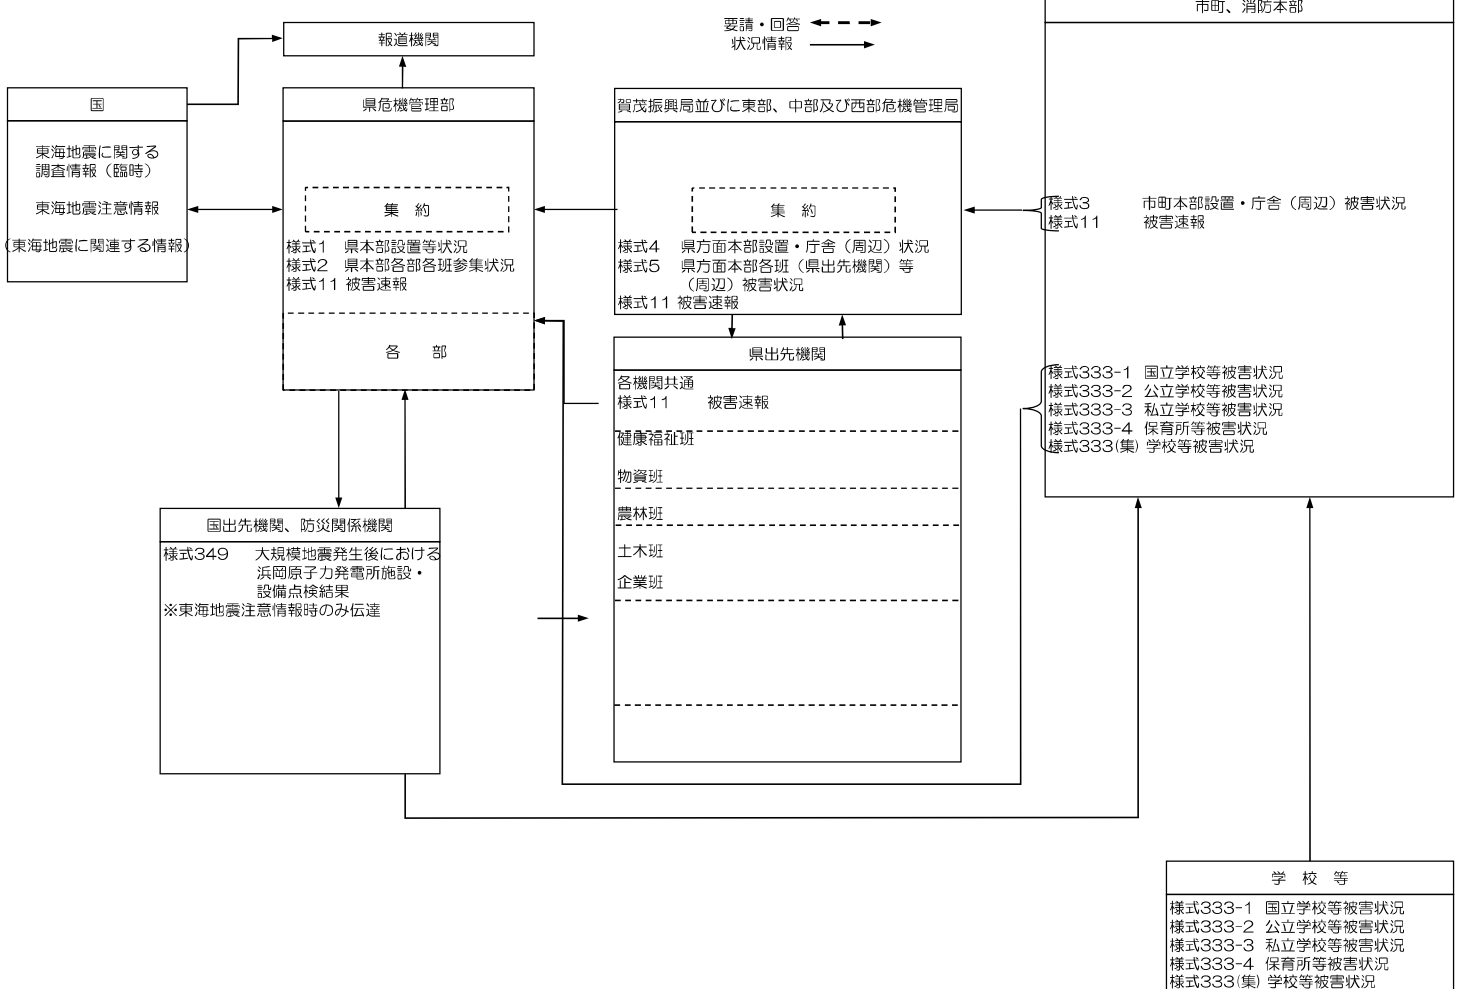 市町、消防本部
要請・回答
状況情報
報道機関
国
東海地震に関する
調査情報（臨時）
東海地震注意情報
（東海地震に関連する情報）
県危機管理部
集　約
様式1　県本部設置等状況
様式2　県本部各部各班参集状況
様式11 被害速報
各　　部
賀茂振興局並びに東部、中部及び西部危機管理局
集　約
様式4　県方面本部設置・庁舎（周辺）状況
様式5　県方面本部各班（県出先機関）等
（周辺）被害状況
様式11 被害速報
様式3　市町本部設置・庁舎（周辺）被害状況
様式11　被害速報
様式333-1　国立学校等被害状況
様式333-2　公立学校等被害状況
様式333-3　私立学校等被害状況
様式333-4　保育所等被害状況
様式333(集) 学校等被害状況
県出先機関
各機関共通
様式11　被害速報
健康福祉班
物資班
農林班
土木班
企業班
国出先機関、防災関係機関
様式349　大規模地震発生後における
浜岡原子力発電所施設・
設備点検結果
※東海地震注意情報時のみ伝達
学　校　等
様式333-1　国立学校等被害状況
様式333-2　公立学校等被害状況
様式333-3　私立学校等被害状況
様式333-4　保育所等被害状況
様式333(集) 学校等被害状況